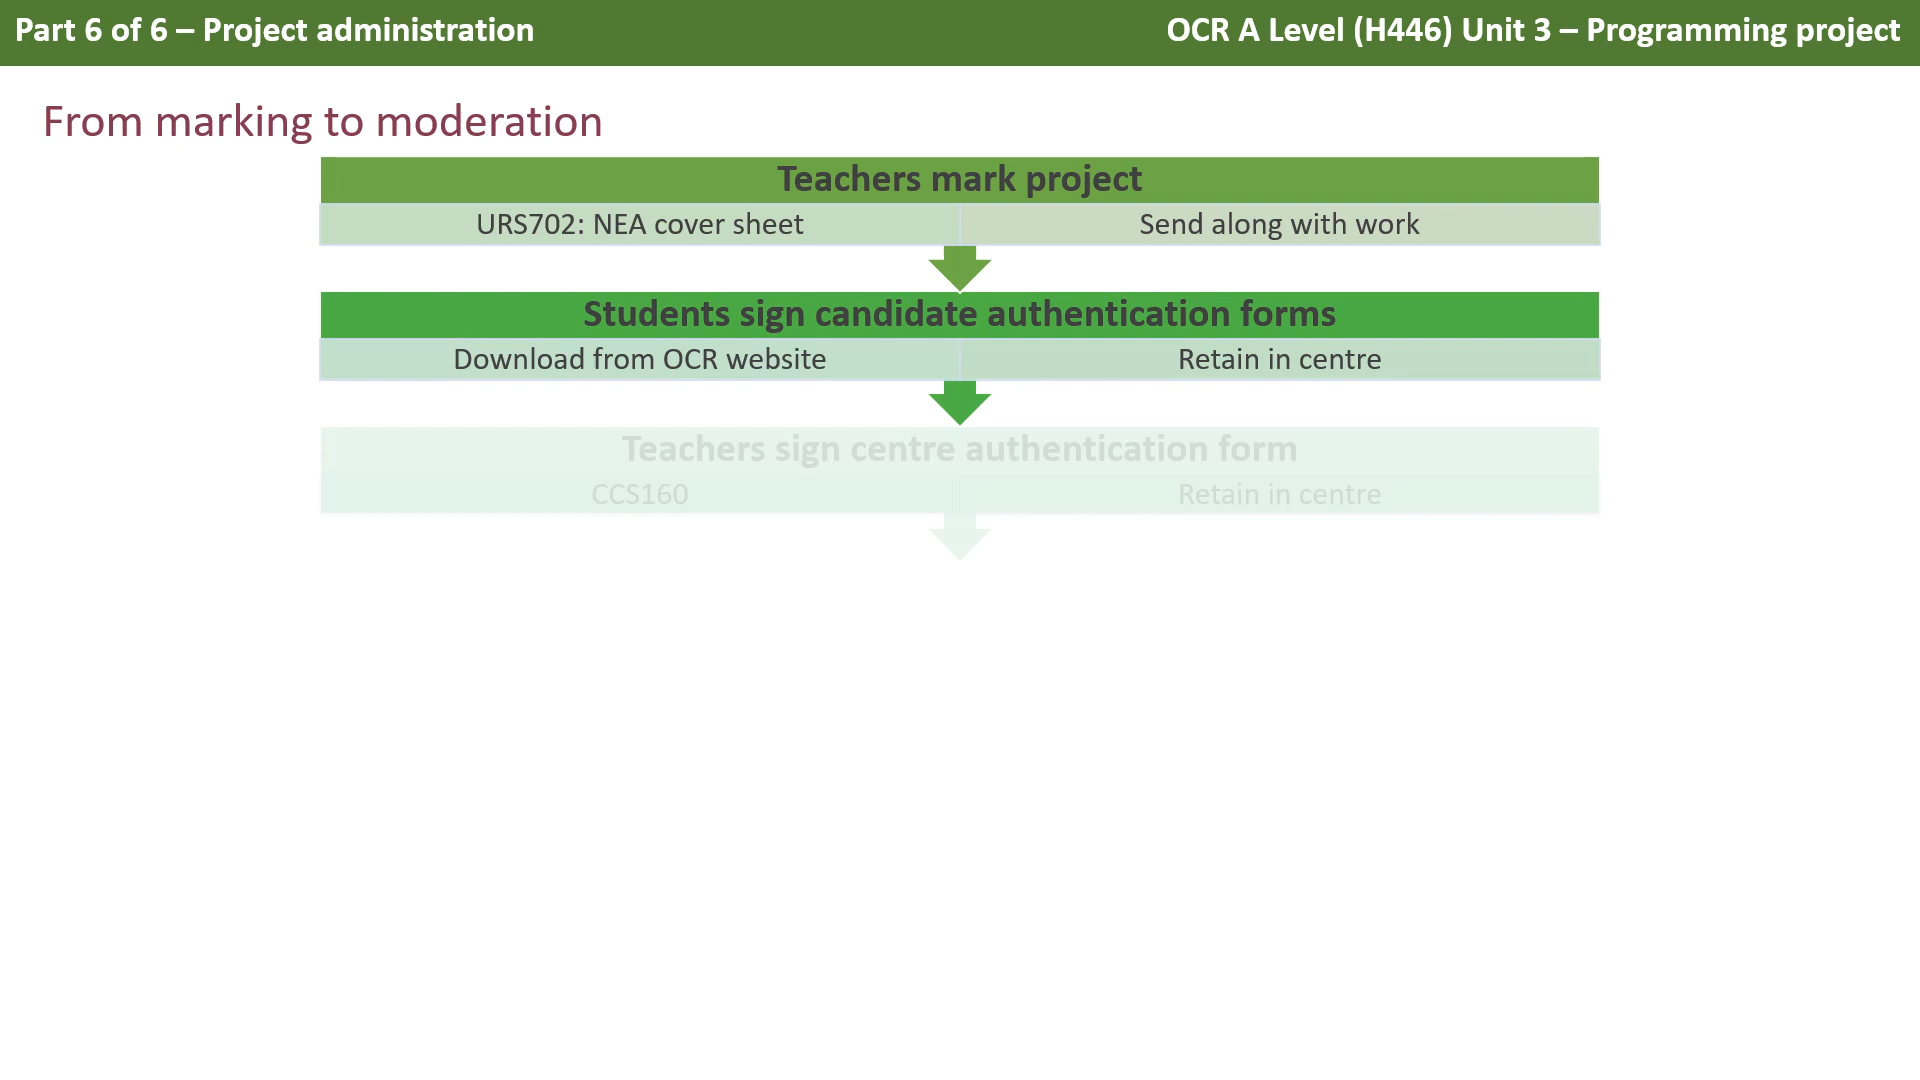 Part 6 of 6 – Project administration
OCR A Level (H446) Unit 3 – Programming project
From marking to moderation
Teachers mark project
URS702: NEA cover sheet
Send along with work
Students sign candidate authentication forms
Download from OCR website
Retain in centre
Teachers sign centre authentication form
CCS160
Retain in centre